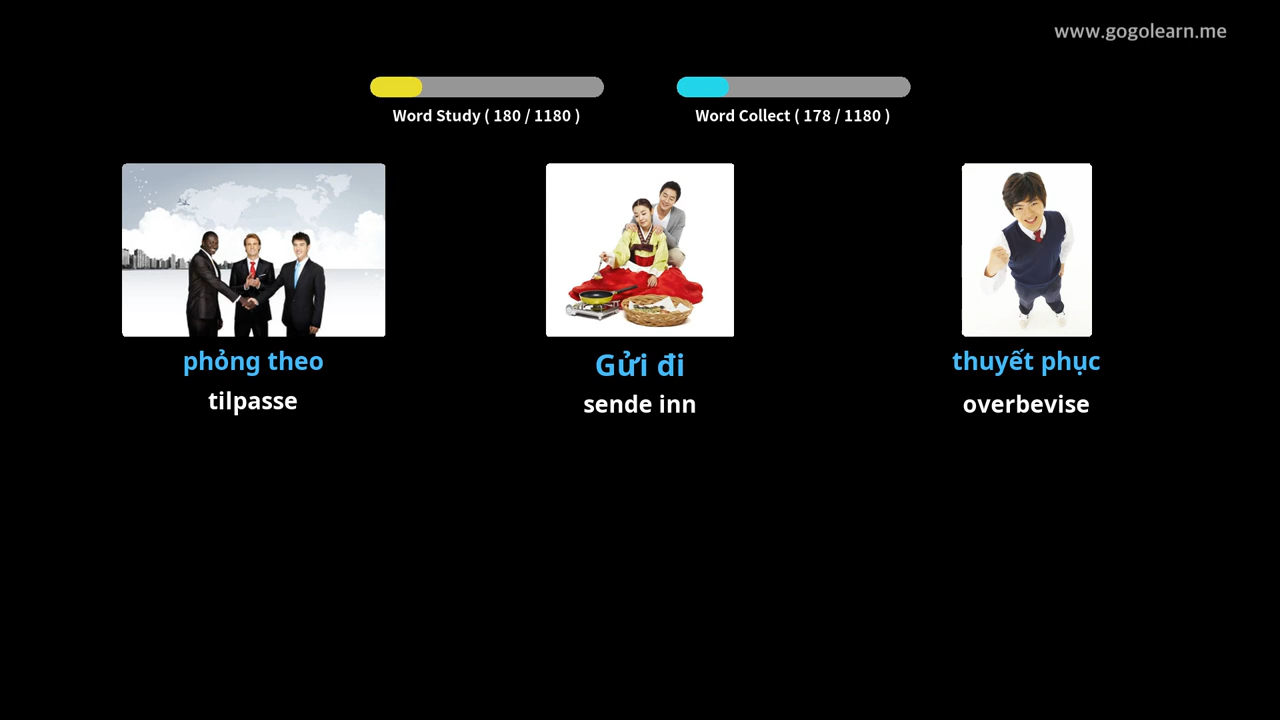 www.gogolearn.me
Word Study ( 180 / 1180 )
Word Collect ( 178 / 1180 )
phỏng theo
tilpasse
Gửi đi
sende inn
thuyết phục
overbevise